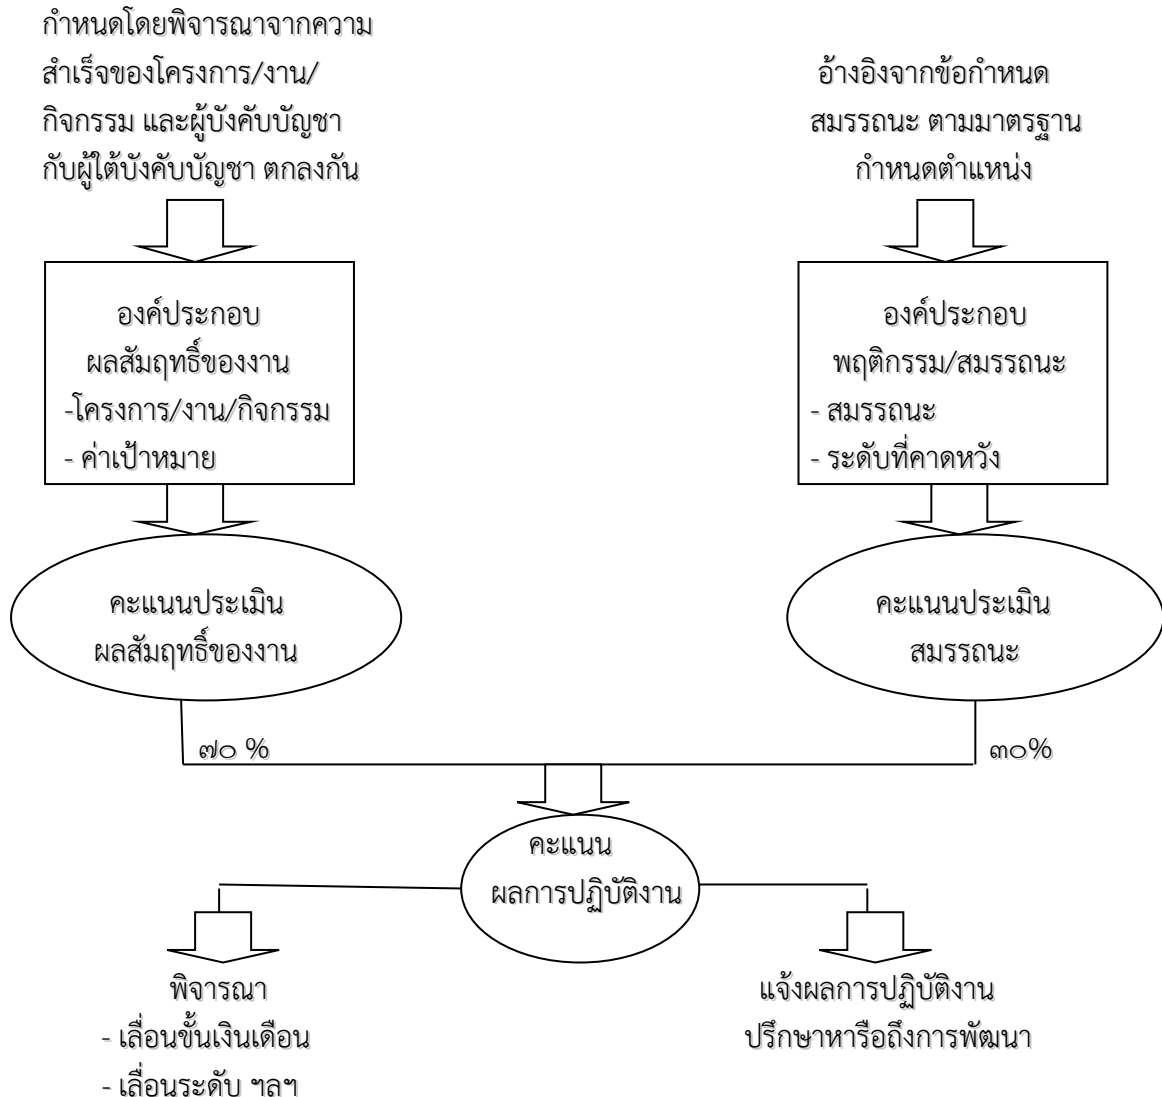 กำหนดโดยพิจารณาจากความ
สำเร็จของโครงการ/งาน/
กิจกรรม และผู้บังคับบัญชา
กับผู้ใต้บังคับบัญชา ตกลงกัน
อ้างอิงจากข้อกำหนด
สมรรถนะ ตามมาตรฐาน
กำหนดตำแหน่ง
องค์ประกอบ
ผลสัมฤทธิ์ของงาน
-โครงการ/งาน/กิจกรรม
- ค่าเป้าหมาย
องค์ประกอบ
พฤติกรรม/สมรรถนะ
- สมรรถนะ
- ระดับที่คาดหวัง
คะแนนประเมิน
ผลสัมฤทธิ์ของงาน
คะแนนประเมิน
สมรรถนะ
๗๐ %
๓๐%
คะแนน
ผลการปฏิบัติงาน
พิจารณา
- เลื่อนขั้นเงินเดือน
- เลื่อนระดับ ฯลฯ
แจ้งผลการปฏิบัติงาน
ปรึกษาหารือถึงการพัฒนา